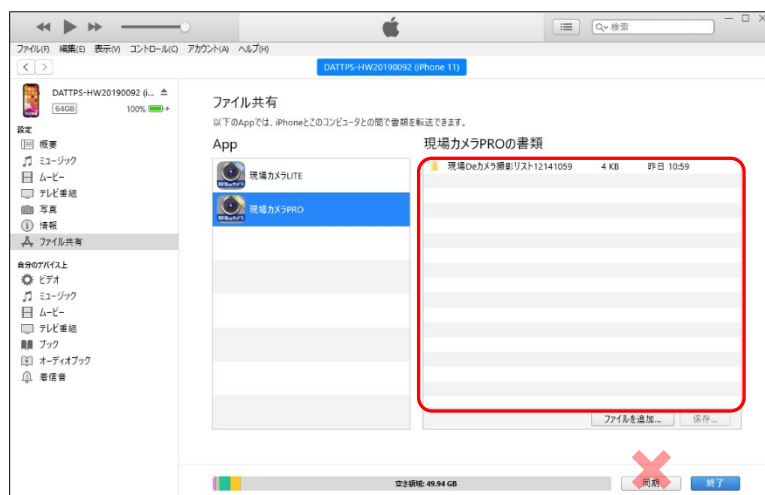 検索
ファイル(F) 編集(E) 表示(V) コントロール(C) アカウント(A) ヘルプ(H)
DATTPS-HW20190092 (iPhone 11)
DATTPS-HW20190092 (i...
64GB 100%
設定
概要
ミュージック
ムービー
テレビ番組
写真
情報
ファイル共有
自分のデバイス上
ビデオ
ミュージック
ムービー
テレビ番組
ブック
オーディオブック
着信音
ファイル共有
以下のAppでは、iPhoneとこのコンピュータとの間で書類を転送できます。
App
現場カメラLITE
現場カメラPRO
現場カメラPROの書類
現場Deカメラ撮影リスト12141059 4 KB 昨日 10:59
ファイルを追加... 保存...
空き領域: 49.94 GB
同期 終了